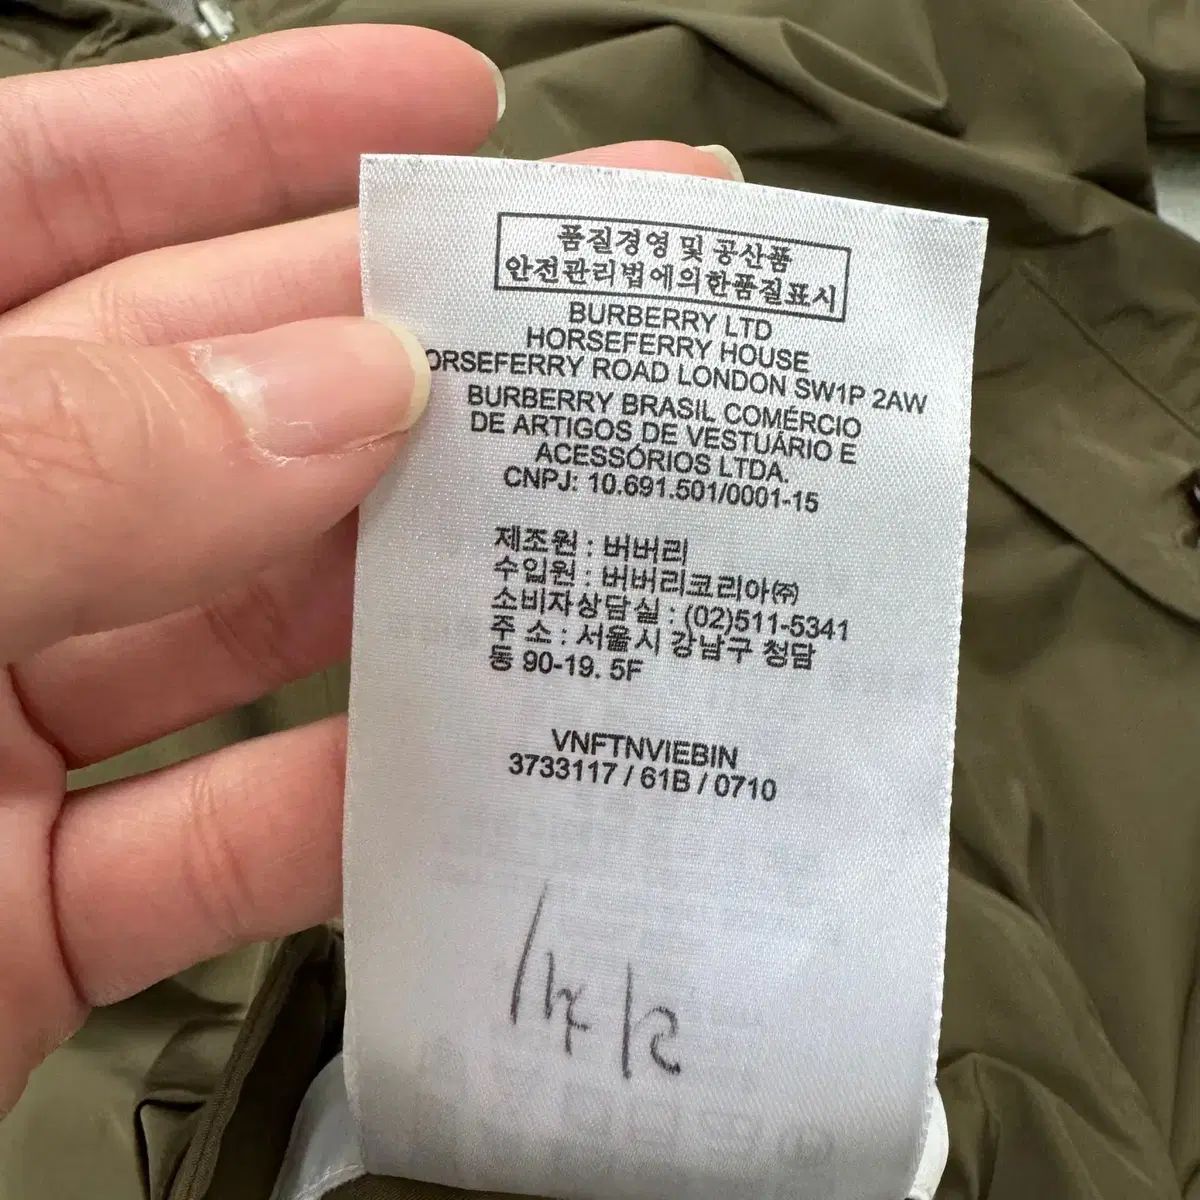 품질경영 및 공산품
안전관리법에의한품질표시
BURBERRY LTD
HORSEFERRY HOUSE
ORSEFERRY ROAD LONDON SW1P 2AW
BURBERRY BRASIL COMÉRCIO
DE ARTIGOS DE VESTUÁRIO E
ACESSÓRIOS LTDA.
CNPJ: 10.691.501/0001-15
제조원 : 버버리
수입원 : 버버리코리아㈜
소비자상담실 : (02)511-5341
주 소 : 서울시 강남구 청담
동 90-19. 5F
VNFTNVIEBIN
3733117 / 61B / 0710